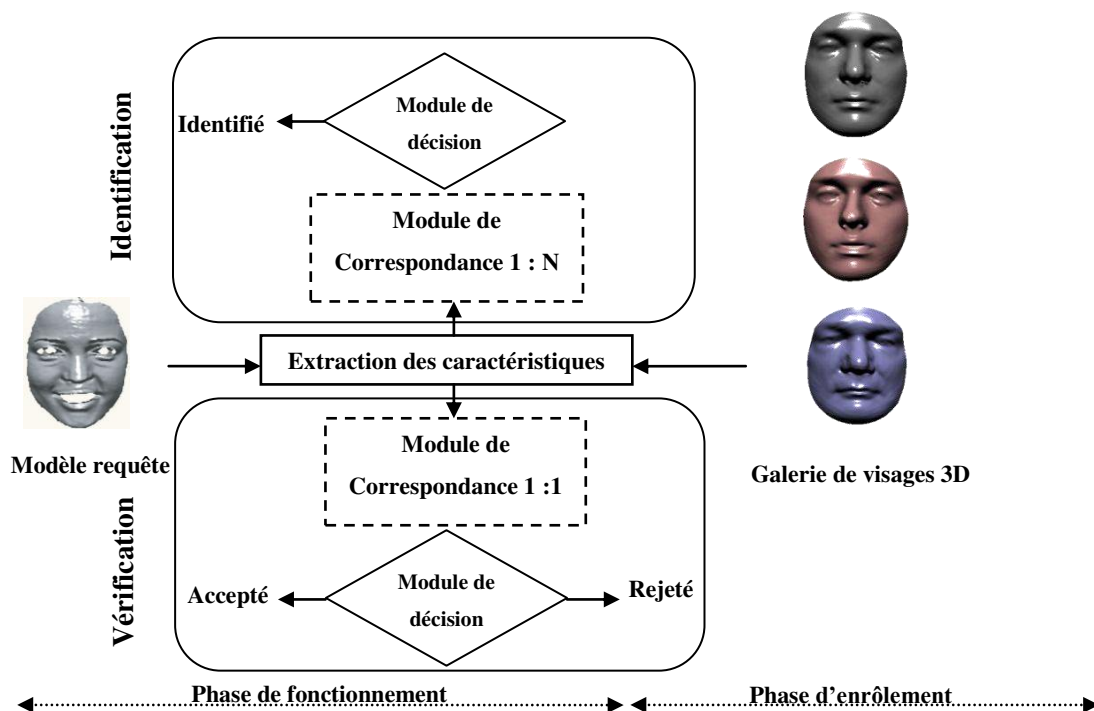 Identification
Identifié
Module de
décision
Module de
Correspondance 1 : N
Extraction des caractéristiques
Modèle requête
Galerie de visages 3D
Vérification
Module de
Correspondance 1 :1
Accepté
Module de
décision
Rejeté
Phase de fonctionnement
Phase d’enrôlement